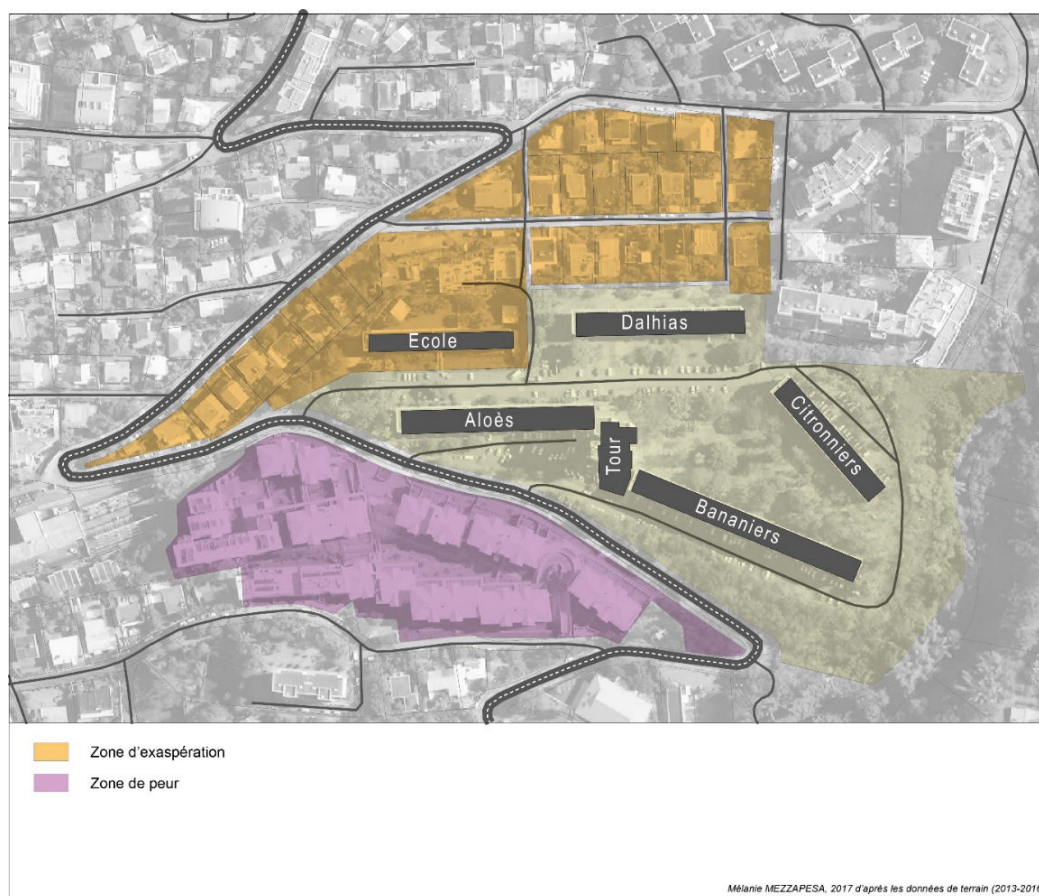 Dalhias
Ecole
Aloès
Citronniers
Tour
Bananiers
Zone d'exaspération
Zone de peur
Mélanie MEZZAPESA, 2017 d'après les données de terrain (2013-2016